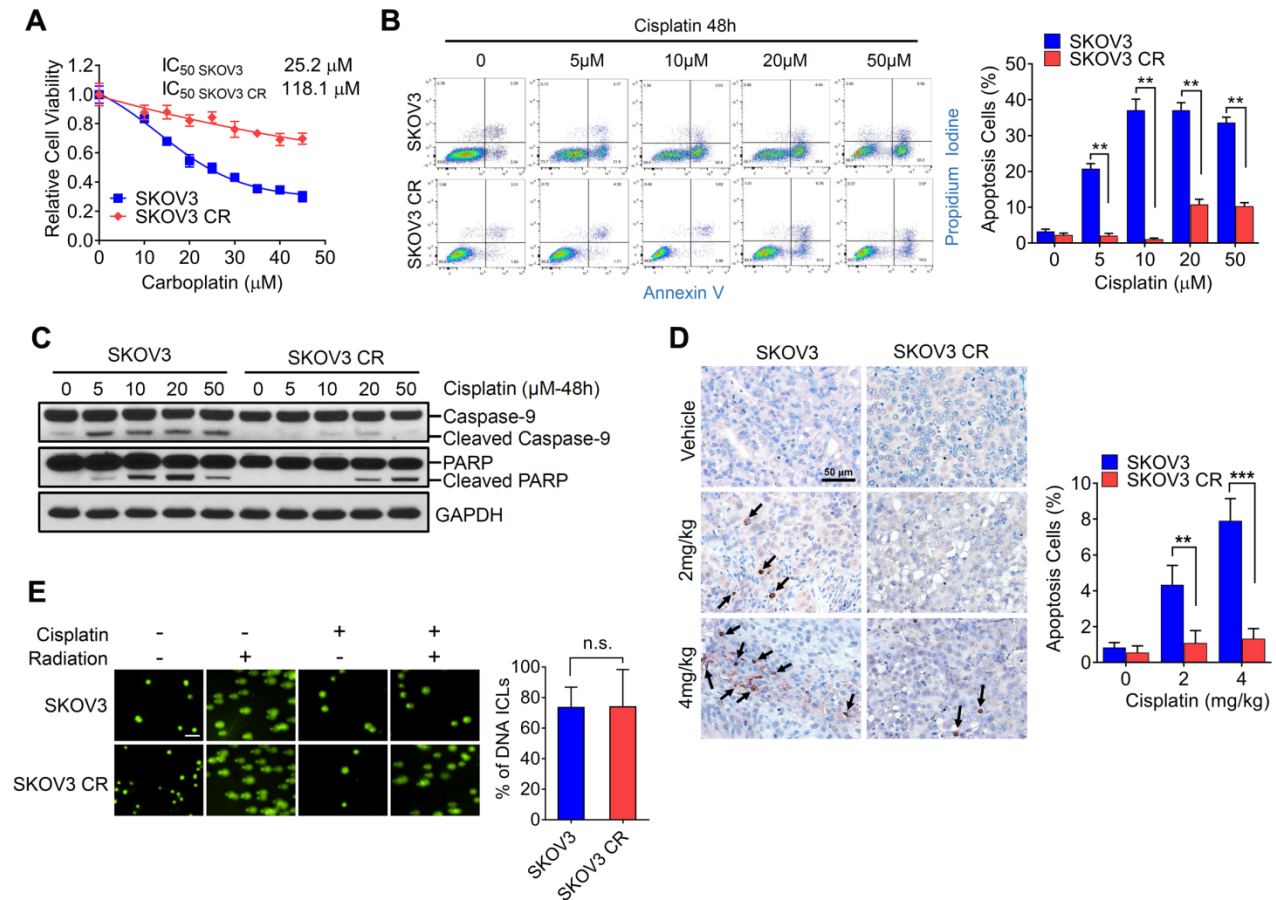 A
IC50 SKOV3 25.2 µM
IC50 SKOV3 CR 118.1 µM
Relative Cell Viability
1.2
1.0
0.8
0.6
0.4
0.2
0.0
SKOV3
SKOV3 CR
0 10 20 30 40 50
Carboplatin (µM)
B
Cisplatin 48h
0 5µM 10µM 20µM 50µM
SKOV3
SKOV3 CR
Propidium Iodine
Annexin V
SKOV3
SKOV3 CR
Apoptosis Cells (%)
50
40
30
20
10
0
** ** ** **
0 5 10 20 50
Cisplatin (µM)
C
SKOV3 SKOV3 CR
0 5 10 20 50 0 5 10 20 50 Cisplatin (µM-48h)
Caspase-9
Cleaved Caspase-9
PARP
Cleaved PARP
GAPDH
D
SKOV3 SKOV3 CR
Vehicle
50 µm
2mg/kg
4mg/kg
SKOV3
SKOV3 CR
Apoptosis Cells (%)
10
8
6
4
2
0
** ***
0 2 4
Cisplatin (mg/kg)
E
Cisplatin - - + +
Radiation - + - +
SKOV3
SKOV3 CR
% of DNA ICLs
100
80
60
40
20
0
n.s.
SKOV3
SKOV3 CR